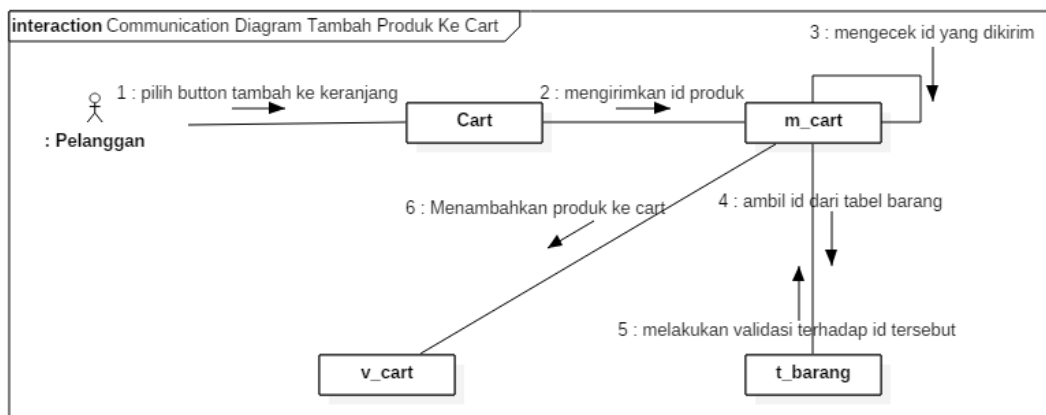 interaction Communication Diagram Tambah Produk Ke Cart
3 : mengecek id yang dikirim
1 : pilih button tambah ke keranjang
2 : mengirimkan id produk
: Pelanggan
Cart
m_cart
6 : Menambahkan produk ke cart
4 : ambil id dari tabel barang
5 : melakukan validasi terhadap id tersebut
v_cart
t_barang